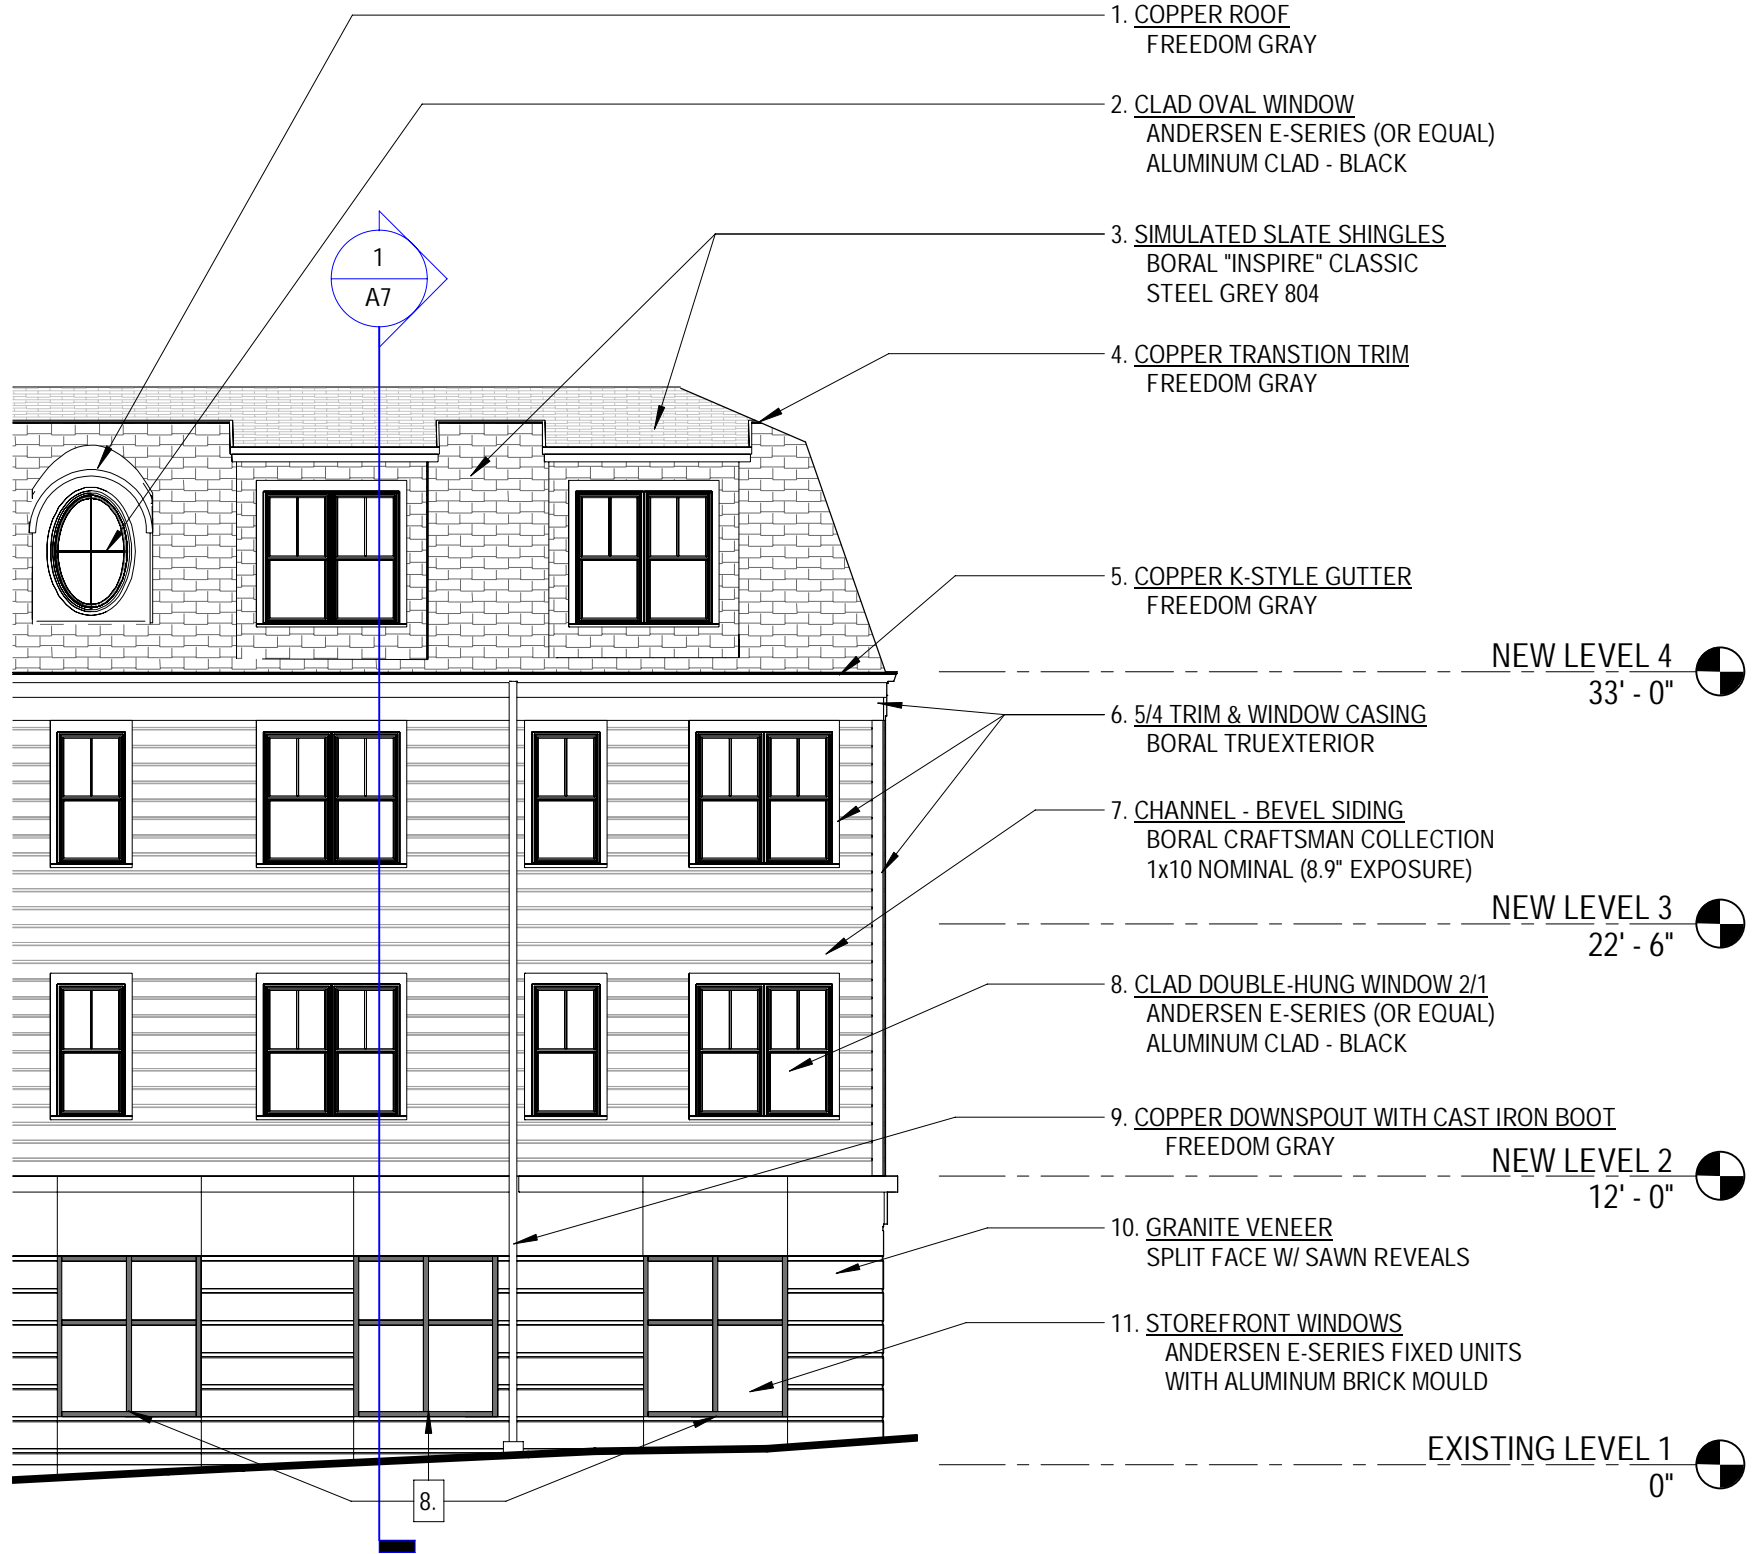 1. COPPER ROOF
FREEDOM GRAY
2. CLAD OVAL WINDOW
ANDERSEN E-SERIES (OR EQUAL)
ALUMINUM CLAD - BLACK
3. SIMULATED SLATE SHINGLES
BORAL "INSPIRE" CLASSIC
STEEL GREY 804
1
A7
4. COPPER TRANSTION TRIM
FREEDOM GRAY
5. COPPER K-STYLE GUTTER
FREEDOM GRAY
NEW LEVEL 4
33' - 0"
6. 5/4 TRIM & WINDOW CASING
BORAL TRUEXTERIOR
7. CHANNEL - BEVEL SIDING
BORAL CRAFTSMAN COLLECTION
1x10 NOMINAL (8.9" EXPOSURE)
NEW LEVEL 3
22' - 6"
8. CLAD DOUBLE-HUNG WINDOW 2/1
ANDERSEN E-SERIES (OR EQUAL)
ALUMINUM CLAD - BLACK
9. COPPER DOWNSPOUT WITH CAST IRON BOOT
FREEDOM GRAY
NEW LEVEL 2
12' - 0"
10. GRANITE VENEER
SPLIT FACE W/ SAWN REVEALS
11. STOREFRONT WINDOWS
ANDERSEN E-SERIES FIXED UNITS
WITH ALUMINUM BRICK MOULD
EXISTING LEVEL 1
0"
8.